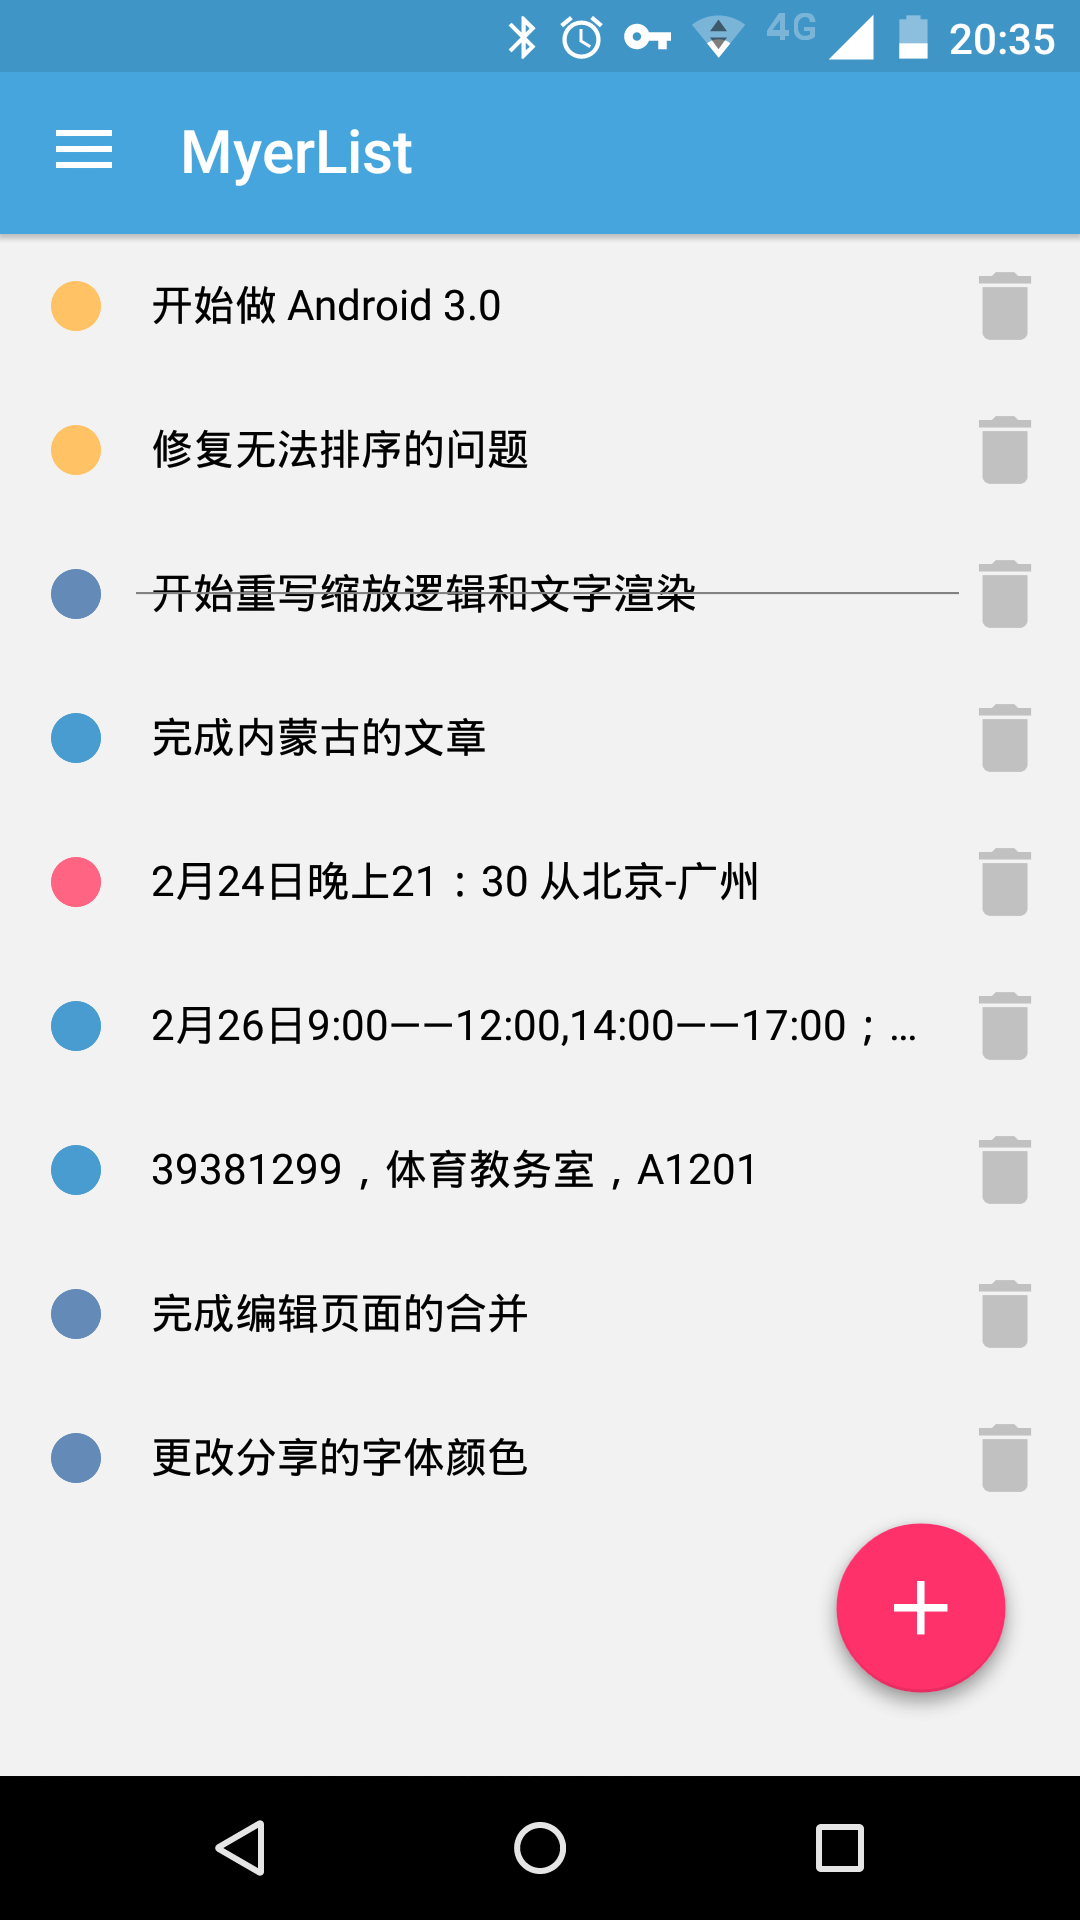 4G 20:35
MyerList
开始做 Android 3.0
修复无法排序的问题
开始重写缩放逻辑和文字渲染
完成内蒙古的文章
2月24日晚上21：30 从北京-广州
2月26日9:00——12:00,14:00——17:00；...
39381299，体育教务室，A1201
完成编辑页面的合并
更改分享的字体颜色